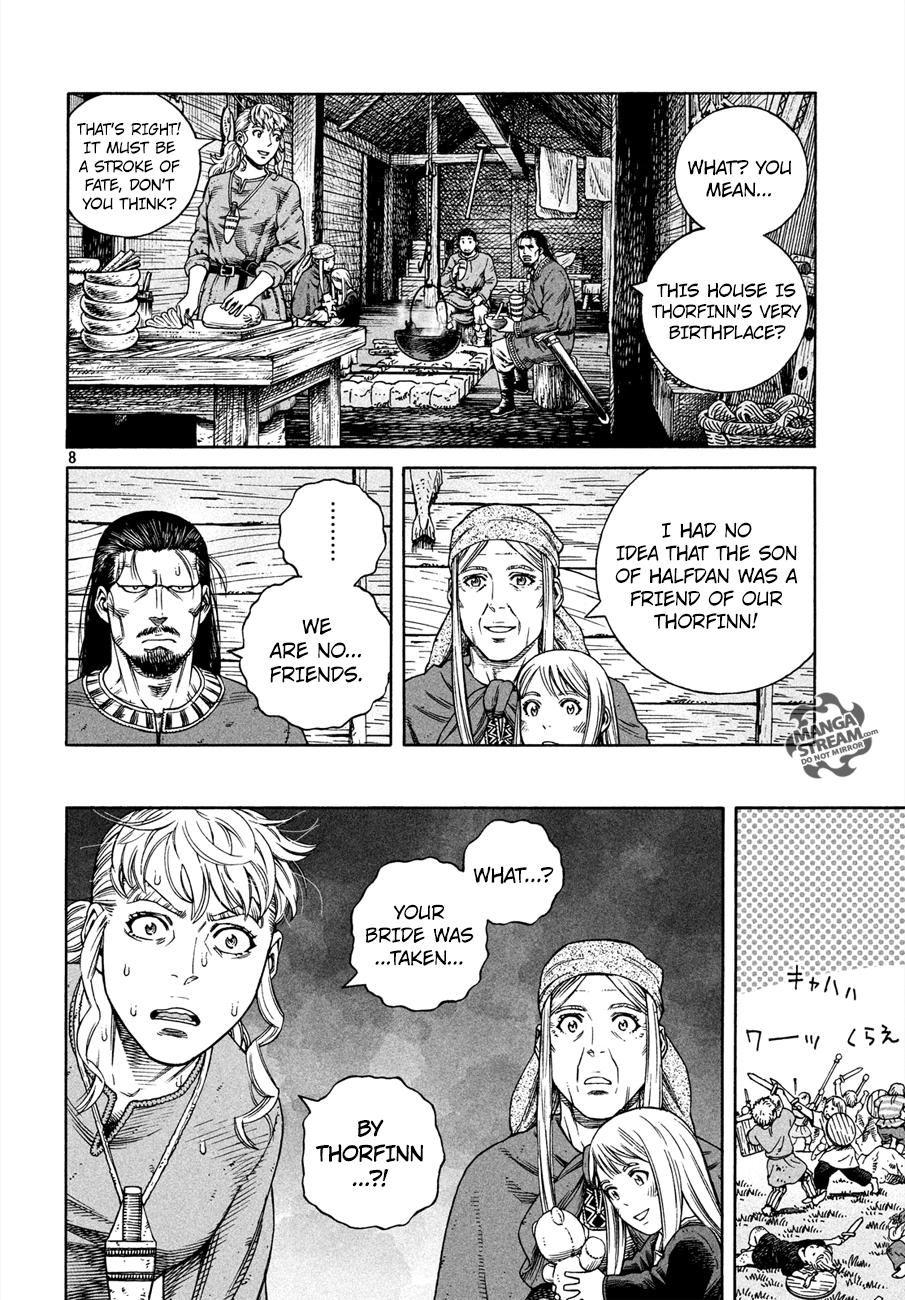 WHAT? YOU
MEAN...
THIS HOUSE IS
THORFINN'S VERY
BIRTHPLACE?
THAT'S RIGHT!
IT MUST BE
A STROKE OF
FATE, DON'T
YOU THINK?
8
I HAD NO
IDEA THAT THE SON
OF HALFDAN WAS A
FRIEND OF OUR
THORFINN!
.........
WE
ARE NO...
FRIENDS.
MANGA
STREAM.com
DO NOT MIRROR
キャハハ
ワーーッ くらえ
WHAT...?
YOUR
BRIDE WAS
...TAKEN...
BY
THORFINN
...?!